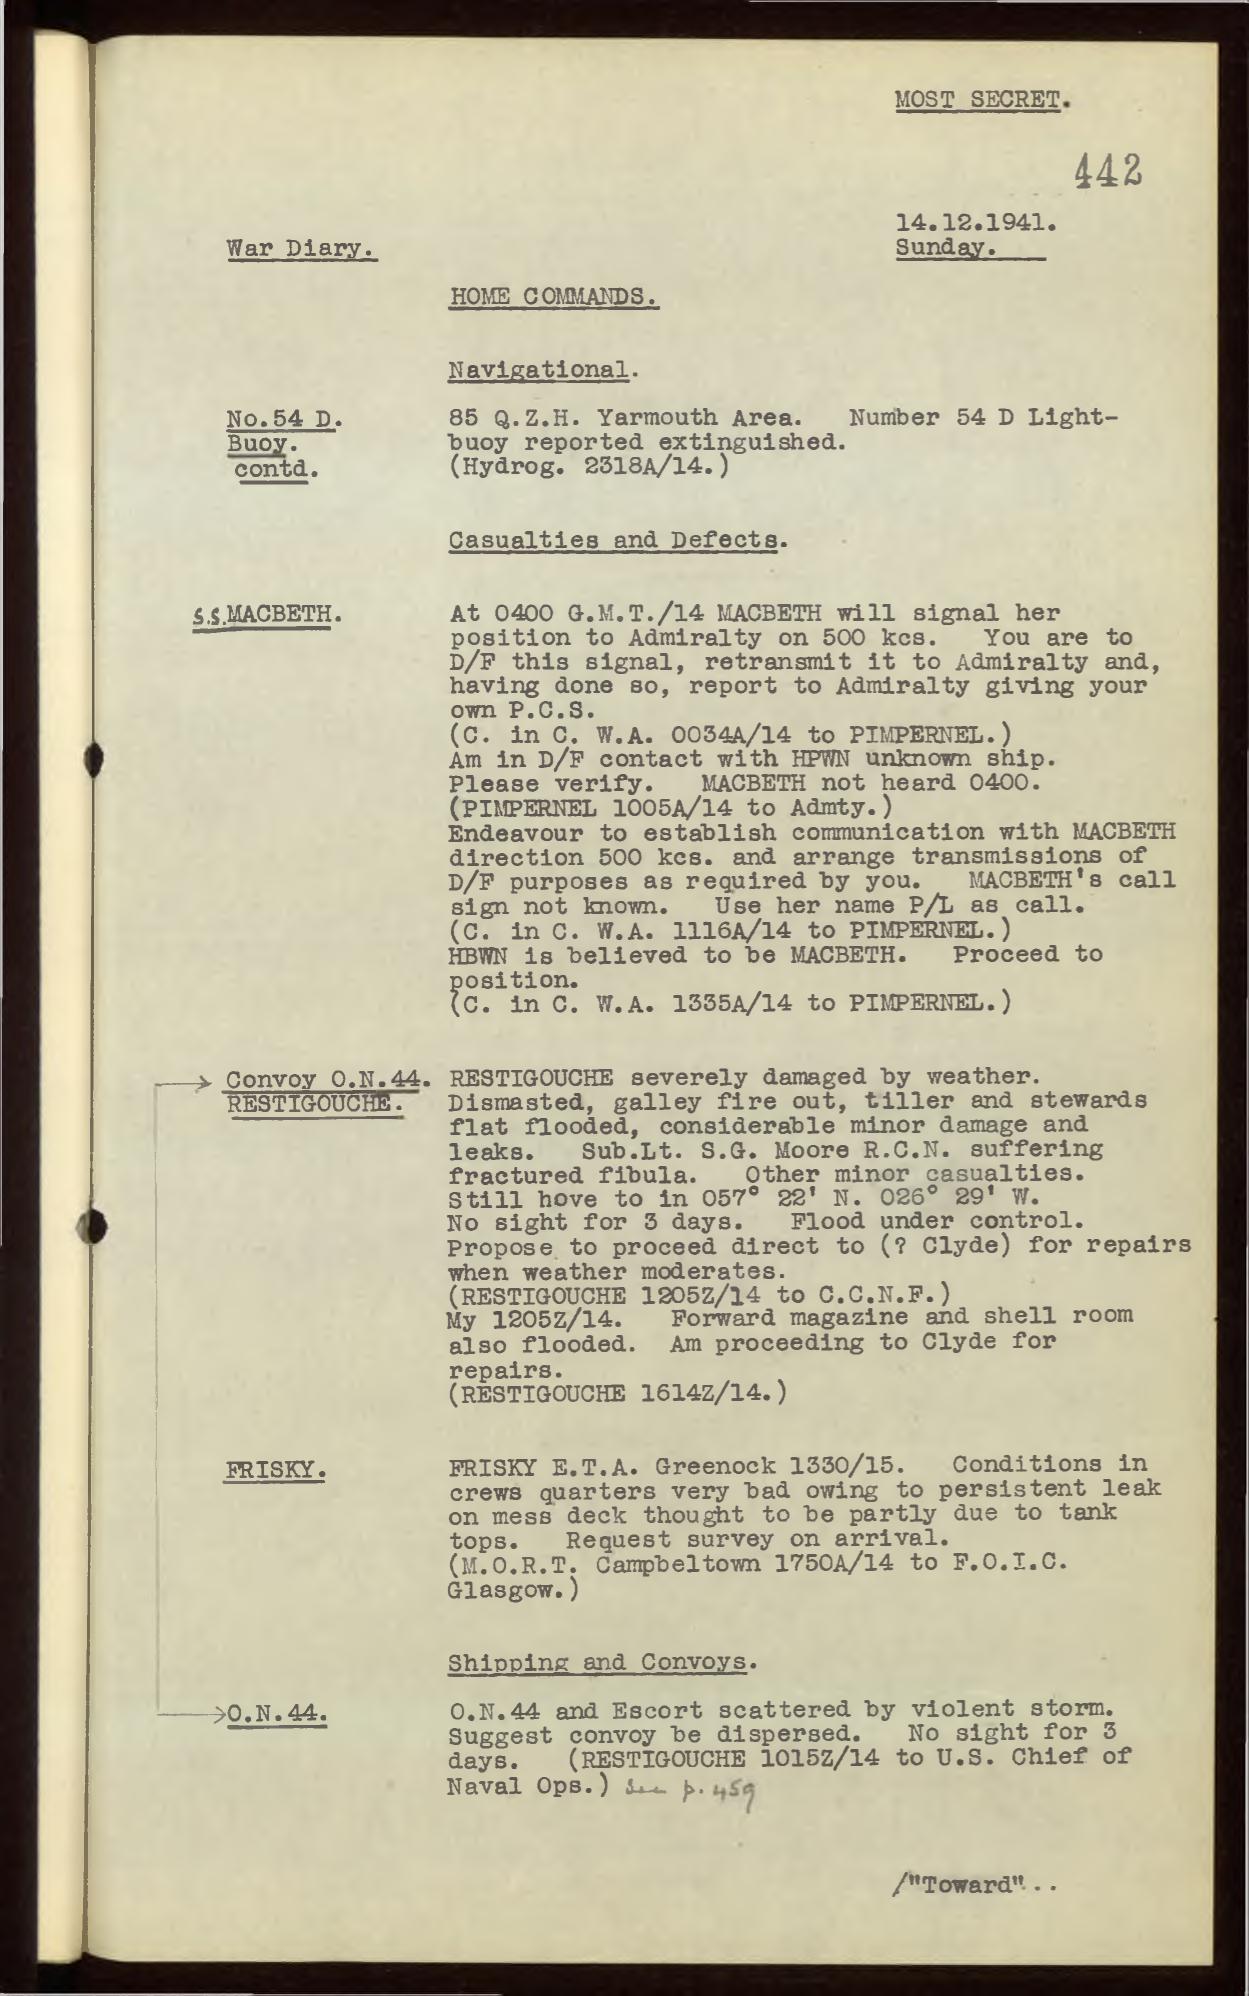 MOST SECRET.
442
14.12.1941.
Sunday.
War Diary.
HOME COMMANDS.
Navigational.
No.54 D.
Buoy.
contd.
85 Q.Z.H. Yarmouth Area. Number 54 D Light-
buoy reported extinguished.
(Hydrog. 2318A/14.)
Casualties and Defects.
S.S.MACBETH.
At 0400 G.M.T./14 MACBETH will signal her
position to Admiralty on 500 kcs. You are to
D/F this signal, retransmit it to Admiralty and,
having done so, report to Admiralty giving your
own P.C.S.
(C. in C. W.A. 0034A/14 to PIMPERNEL.)
Am in D/F contact with HPWN unknown ship.
Please verify. MACBETH not heard 0400.
(PIMPERNEL 1005A/14 to Admty.)
Endeavour to establish communication with MACBETH
direction 500 kcs. and arrange transmissions of
D/F purposes as required by you. MACBETH's call
sign not known. Use her name P/L as call.
(C. in C. W.A. 1116A/14 to PIMPERNEL.)
HBWN is believed to be MACBETH. Proceed to
position.
(C. in C. W.A. 1335A/14 to PIMPERNEL.)
Convoy O.N.44.
RESTIGOUCHE.
RESTIGOUCHE severely damaged by weather.
Dismasted, galley fire out, tiller and stewards
flat flooded, considerable minor damage and
leaks. Sub.Lt. S.G. Moore R.C.N. suffering
fractured fibula. Other minor casualties.
Still hove to in 057° 22' N. 026° 29' W.
No sight for 3 days. Flood under control.
Propose to proceed direct to (? Clyde) for repairs
when weather moderates.
(RESTIGOUCHE 1205Z/14 to C.C.N.F.)
My 1205Z/14. Forward magazine and shell room
also flooded. Am proceeding to Clyde for
repairs.
(RESTIGOUCHE 1614Z/14.)
FRISKY.
FRISKY E.T.A. Greenock 1330/15. Conditions in
crews quarters very bad owing to persistent leak
on mess deck thought to be partly due to tank
tops. Request survey on arrival.
(M.O.R.T. Campbeltown 1750A/14 to F.O.I.C.
Glasgow.)
Shipping and Convoys.
O.N.44.
O.N.44 and Escort scattered by violent storm.
Suggest convoy be dispersed. No sight for 3
days. (RESTIGOUCHE 1015Z/14 to U.S. Chief of
Naval Ops.) See p. 459
/"Toward"..